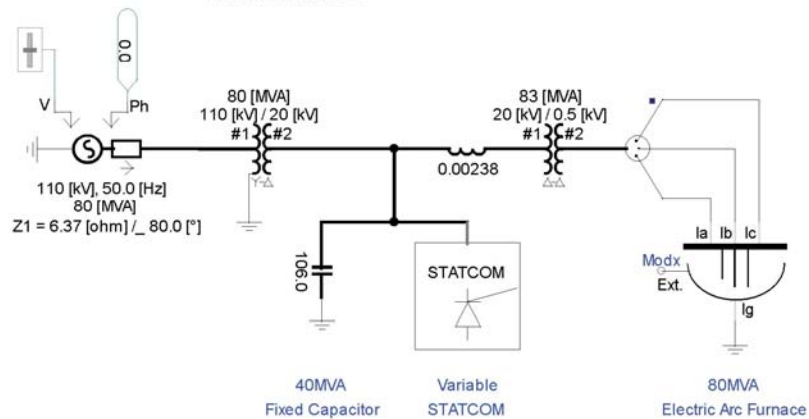 0.0
V
Ph
80 [MVA]
110 [kV] / 20 [kV]
#1 #2
83 [MVA]
20 [kV] / 0.5 [kV]
#1 #2
0.00238
110 [kV], 50.0 [Hz]
80 [MVA]
Z1 = 6.37 [ohm] /_ 80.0 [°]
Ia Ib Ic
106.0
STATCOM
Modx
Ext.
Ig
40MVA
Fixed Capacitor
Variable
STATCOM
80MVA
Electric Arc Furnace